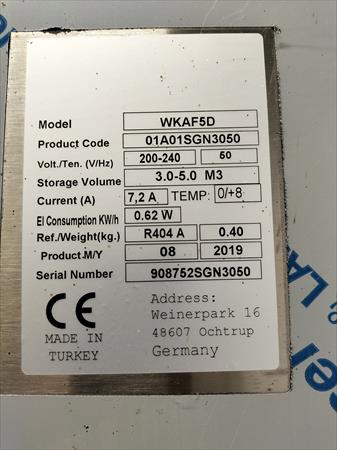 Model WKAF5D
Product Code 01A01SGN3050
Volt./Ten. (V/Hz) 200-240 50
Storage Volume 3.0-5.0 M3
Current (A) 7,2 A TEMP: 0/+8
El Consumption KW/h 0.62 W
Ref./Weight(kg.) R404 A 0.40
Product M/Y 08 2019
Serial Number 908752SGN3050
CE
MADE IN
TURKEY
Address:
Weinerpark 16
48607 Ochtrup
Germany